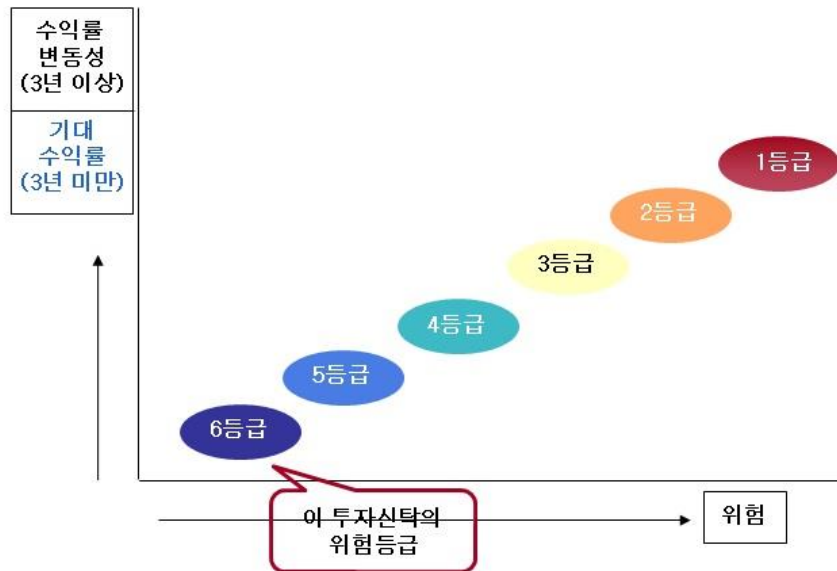 수익률
변동성
(3년 이상)
기대
수익률
(3년 미만)
1등급
2등급
3등급
4등급
5등급
6등급
이 투자신탁의
위험등급
위험